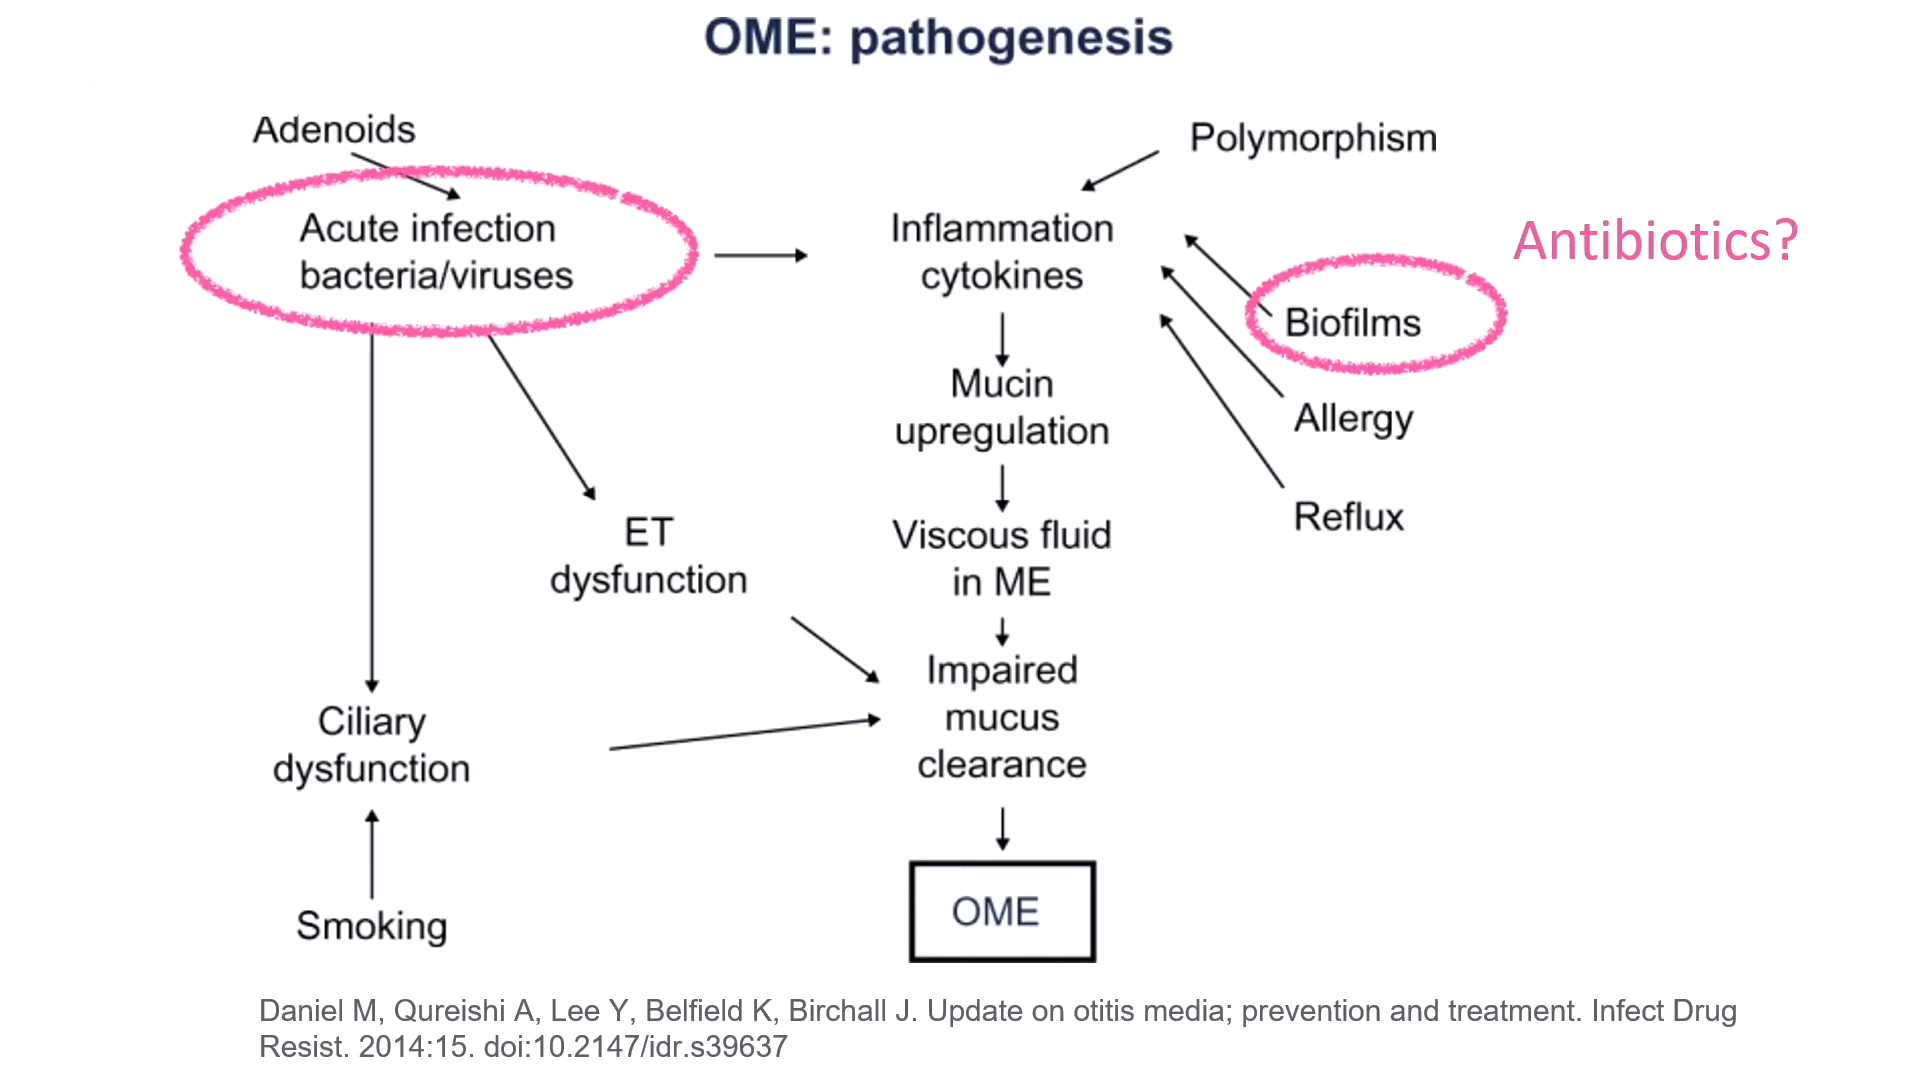 OME: pathogenesis
Adenoids
Polymorphism
Acute infection
bacteria/viruses
Inflammation
cytokines
Antibiotics?
Biofilms
Mucin
upregulation
Allergy
Reflux
ET
dysfunction
Viscous fluid
in ME
Impaired
mucus
clearance
Ciliary
dysfunction
Smoking
OME
Daniel M, Qureishi A, Lee Y, Belfield K, Birchall J. Update on otitis media; prevention and treatment. Infect Drug
Resist. 2014:15. doi:10.2147/idr.s39637